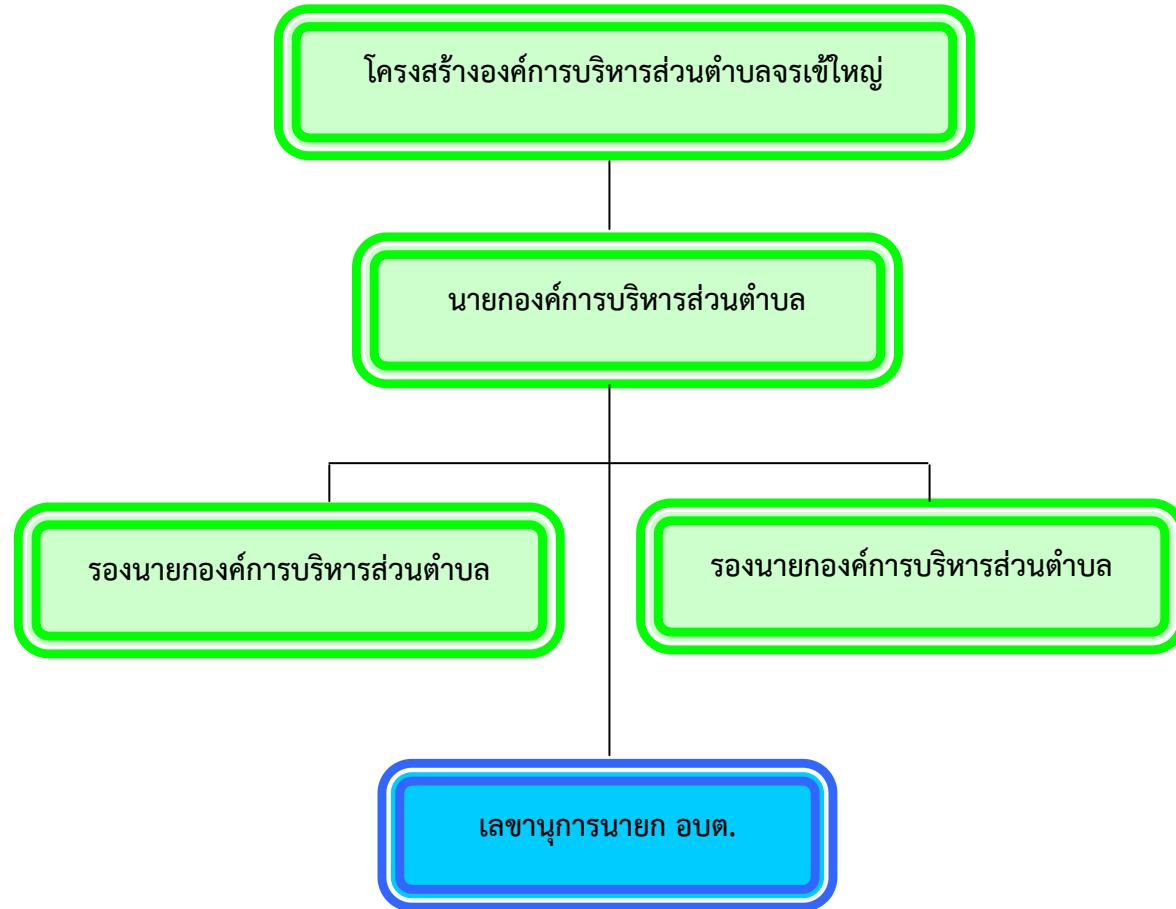 โครงสร้างองค์การบริหารส่วนตำบลจรเข้ใหญ่
นายกองค์การบริหารส่วนตำบล
รองนายกองค์การบริหารส่วนตำบล
รองนายกองค์การบริหารส่วนตำบล
เลขานุการนายก อบต.